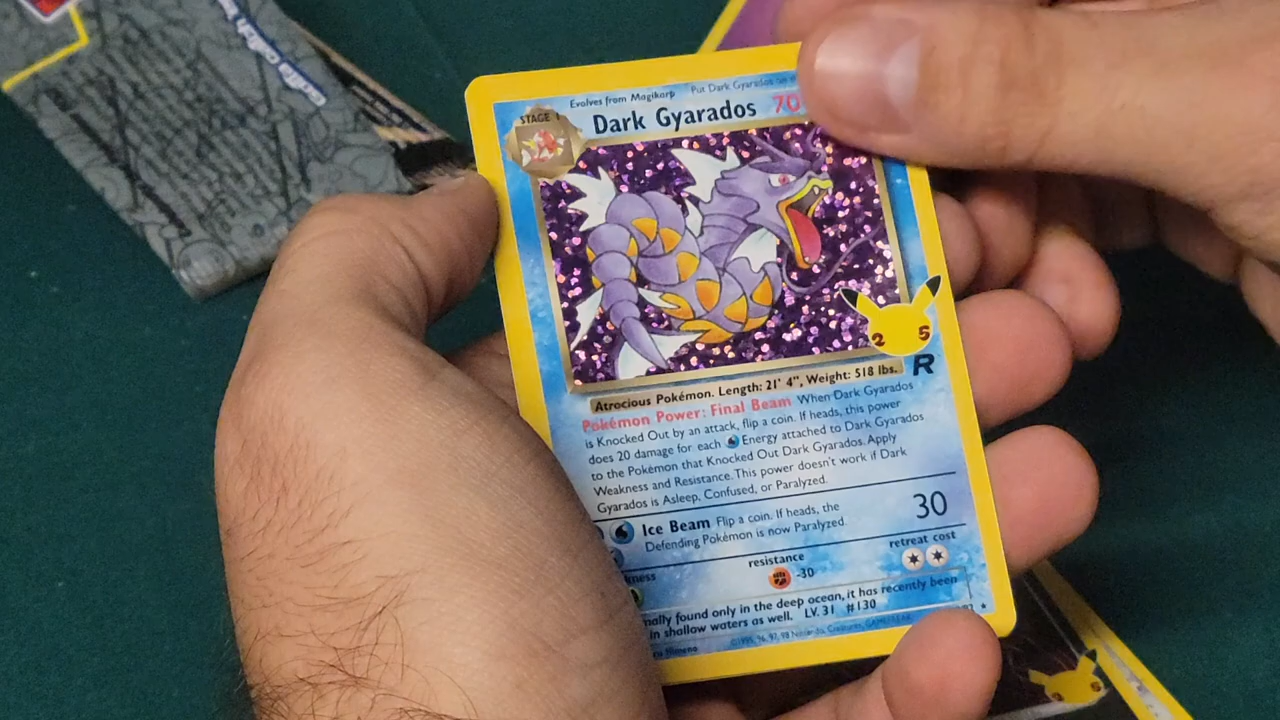 Evolves from Magikarp Put Dark Gyarados on
STAGE 1
Dark Gyarados 70
2 5
R
Atrocious Pokémon. Length: 21' 4", Weight: 518 lbs.
Pokémon Power: Final Beam When Dark Gyarados
is Knocked Out by an attack, flip a coin. If heads, this power
does 20 damage for each Energy attached to Dark Gyarados
to the Pokémon that Knocked Out Dark Gyarados. Apply
Weakness and Resistance. This power doesn't work if Dark
Gyarados is Asleep, Confused, or Paralyzed.
Ice Beam Flip a coin. If heads, the 30
Defending Pokémon is now Paralyzed.
kness resistance retreat cost
-30
nally found only in the deep ocean, it has recently been
in shallow waters as well. LV. 31 #130
©1995, 96, 98 Nintendo, Creatures, GAMEFREAK.